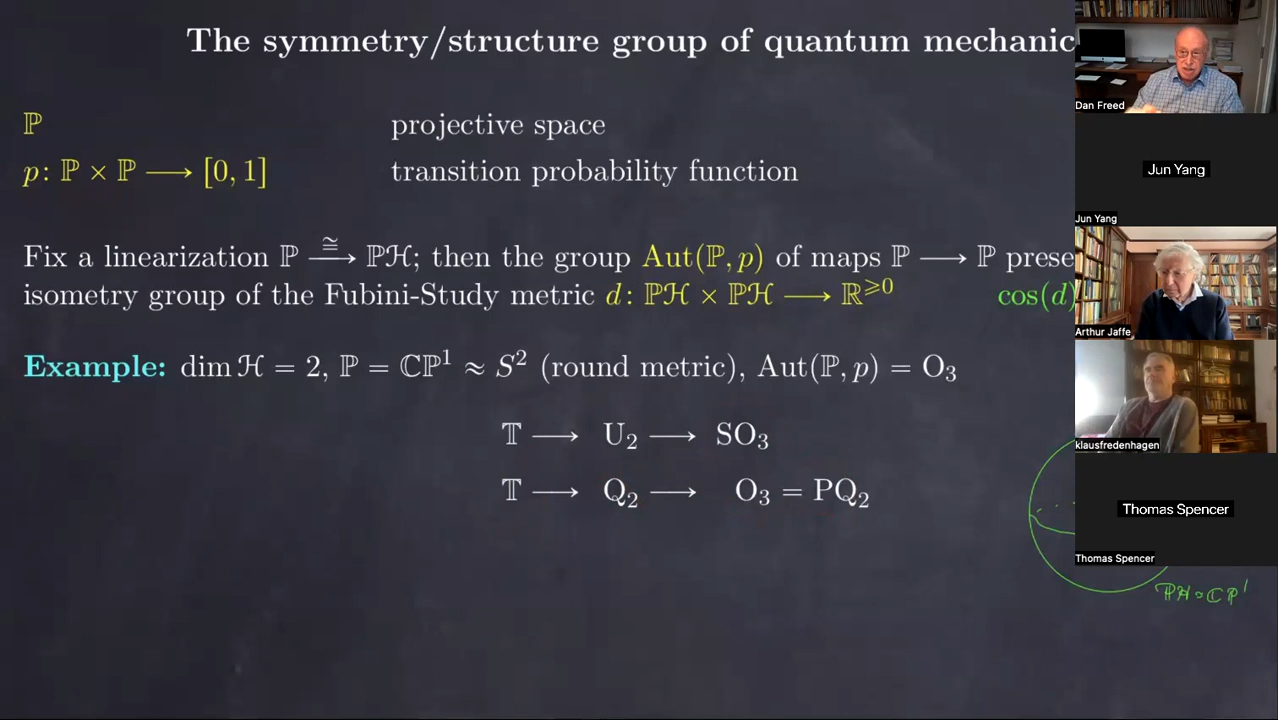 The symmetry/structure group of quantum mechanic
ℙ projective space
p: ℙ × ℙ ⟶ [0, 1] transition probability function
Fix a linearization ℙ ≅⟶ ℙℋ; then the group Aut(ℙ, p) of maps ℙ ⟶ ℙ prese
isometry group of the Fubini-Study metric d: ℙℋ × ℙℋ ⟶ ℝ≥0 cos(d)
Example: dim ℋ = 2, ℙ = ℂℙ¹ ≈ S² (round metric), Aut(ℙ, p) = O₃
𝕋 ⟶ U₂ ⟶ SO₃
𝕋 ⟶ Q₂ ⟶ O₃ = PQ₂
ℙℋ = ℂℙ¹
Dan Freed
Jun Yang
Jun Yang
Arthur Jaffe
klausfredenhagen
Thomas Spencer
Thomas Spencer